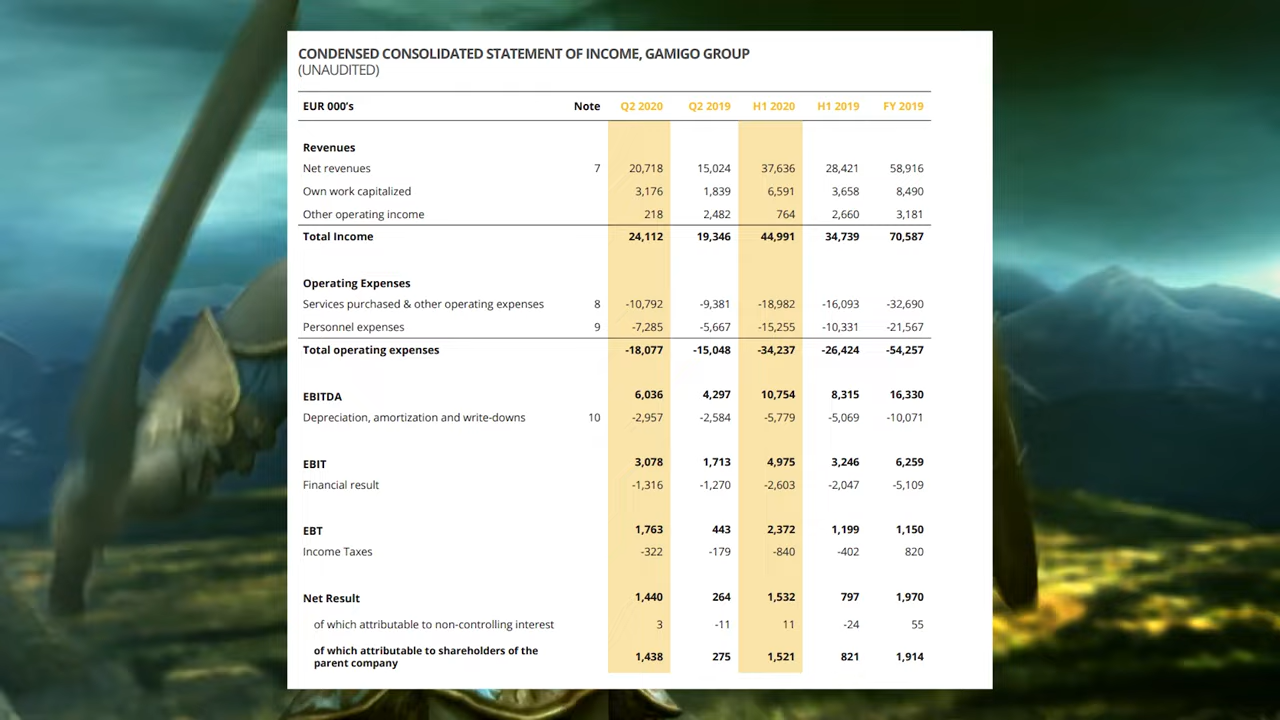 CONDENSED CONSOLIDATED STATEMENT OF INCOME, GAMIGO GROUP
(UNAUDITED)
EUR 000's Note Q2 2020 Q2 2019 H1 2020 H1 2019 FY 2019
Revenues
Net revenues 7 20,718 15,024 37,636 28,421 58,916
Own work capitalized 3,176 1,839 6,591 3,658 8,490
Other operating income 218 2,482 764 2,660 3,181
Total Income 24,112 19,346 44,991 34,739 70,587
Operating Expenses
Services purchased & other operating expenses 8 -10,792 -9,381 -18,982 -16,093 -32,690
Personnel expenses 9 -7,285 -5,667 -15,255 -10,331 -21,567
Total operating expenses -18,077 -15,048 -34,237 -26,424 -54,257
EBITDA 6,036 4,297 10,754 8,315 16,330
Depreciation, amortization and write-downs 10 -2,957 -2,584 -5,779 -5,069 -10,071
EBIT 3,078 1,713 4,975 3,246 6,259
Financial result -1,316 -1,270 -2,603 -2,047 -5,109
EBT 1,763 443 2,372 1,199 1,150
Income Taxes -322 -179 -840 -402 820
Net Result 1,440 264 1,532 797 1,970
of which attributable to non-controlling interest 3 -11 11 -24 55
of which attributable to shareholders of the
parent company 1,438 275 1,521 821 1,914